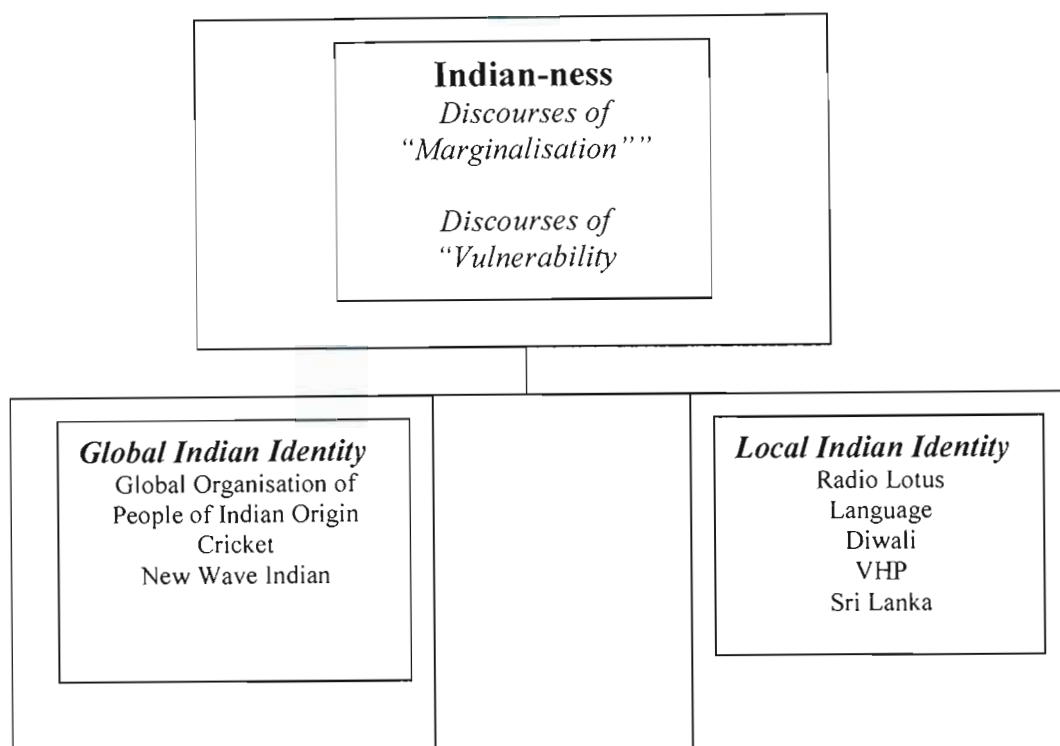 Indian-ness
Discourses of
“Marginalisation””
Discourses of
“Vulnerability
Global Indian Identity
Global Organisation of
People of Indian Origin
Cricket
New Wave Indian
Local Indian Identity
Radio Lotus
Language
Diwali
VHP
Sri Lanka